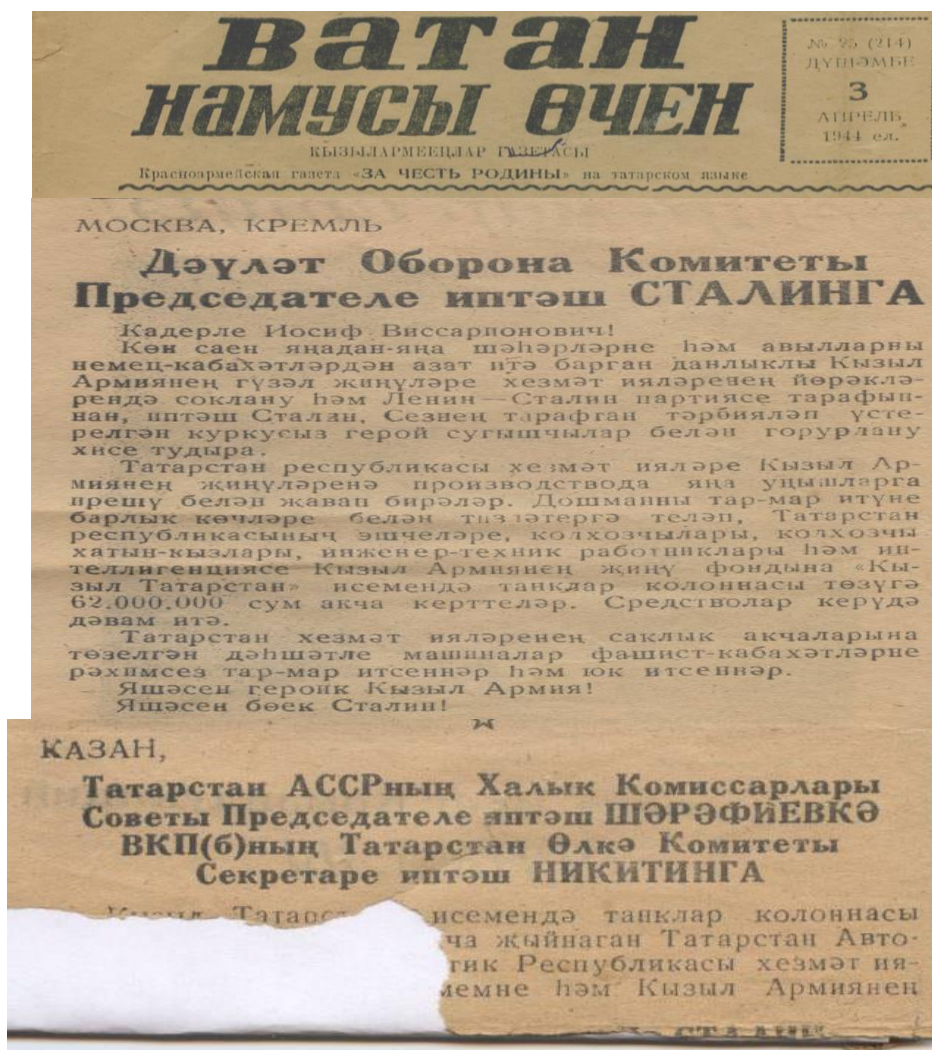 ВАТАН
НАМУСЫ ӨЧЕН
КЫЗЫЛАРМЕЕЦЛАР ГАЗЕТАСЫ
Красноармейская газета «ЗА ЧЕСТЬ РОДИНЫ» на татарском языке
№ 25 (214)
ДҮШӘМБЕ
3
АПРЕЛЬ
1944 ел.
МОСКВА, КРЕМЛЬ
Дәүләт Оборона Комитеты
Председателе иптәш СТАЛИНГА
Кадерле Иосиф Виссарионович!
Көн саен яңадан-яңа шәһәрләрне һәм авылларны
немец-кабахәтләрдән азат итә барган данлыклы Кызыл
Армиянең гүзәл җиңүләре хезмәт ияләренең йөрәклә-
рендә соклану һәм Ленин—Сталин партиясе тарафын-
нан, иптәш Сталин, Сезнең тарафтан тәрбияләп үсте-
релгән куркусыз герой сугышчылар белән горурлану
хисе тудыра.
Татарстан республикасы хезмәт ияләре Кызыл Ар-
миянең җиңүләренә производствода яңа уңышларга
ирешү белән җавап бирәләр. Дошманны тар-мар итүне
барлык көчләре белән тизләтергә теләп, Татарстан
республикасының эшчеләре, колхозчылары, колхозчы
хатын-кызлары, инженер-техник работниклары һәм ин-
теллигенциясе Кызыл Армиянең җиңү фондына «Кы-
зыл Татарстан» исемендә танклар колоннасы төзүгә
62.000.000 сум акча керттеләр. Средстволар керүдә
дәвам итә.
Татарстан хезмәт ияләренең саклык акчаларына
төзелгән дәһшәтле машиналар фашист-кабахәтләрне
рәхимсез тар-мар итсеннәр һәм юк итсеннәр.
Яшәсен героик Кызыл Армия!
Яшәсен бөек Сталин!
КАЗАН,
Татарстан АССРның Халык Комиссарлары
Советы Председателе иптәш ШӘРӘФИЕВКӘ
ВКП(б)ның Татарстан Өлкә Комитеты
Секретаре иптәш НИКИТИНГА
исемендә танклар колоннасы
ча җыйнаган Татарстан Авто-
тик Республикасы хезмәт ия-
мемне һәм Кызыл Армиянең